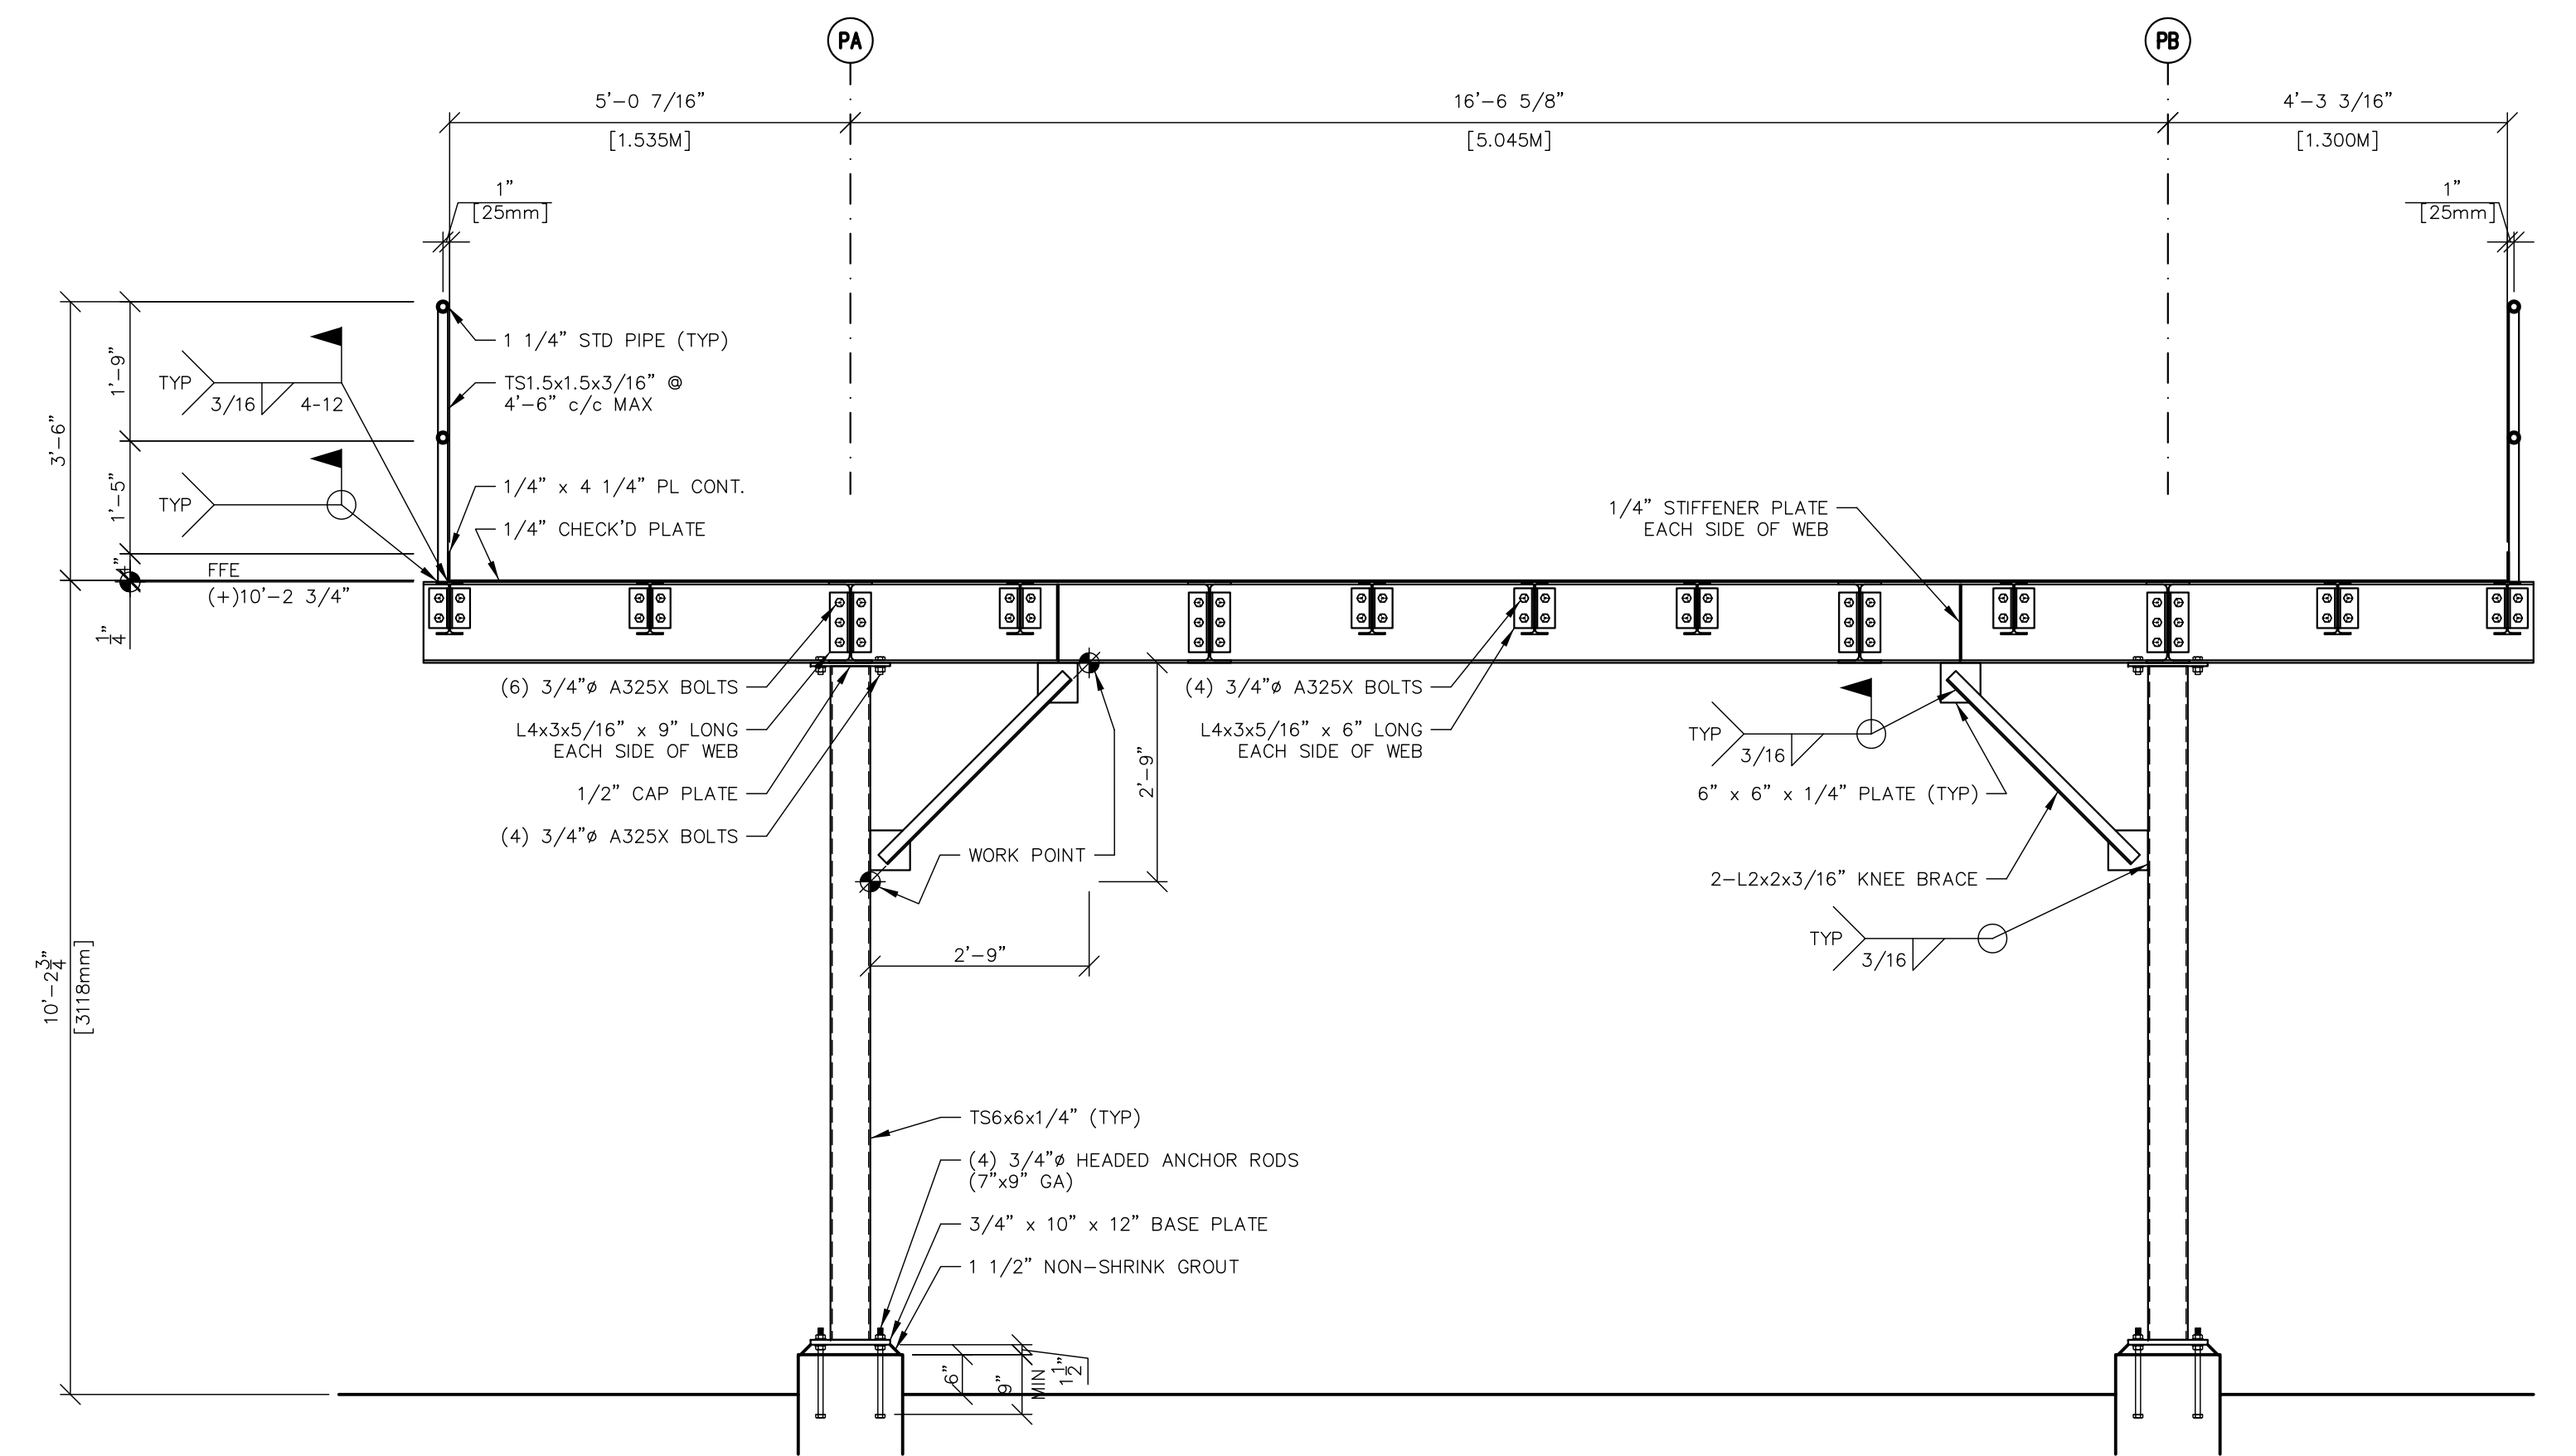 PA
PB
5'-0 7/16"
[1.535M]
16'-6 5/8"
[5.045M]
4'-3 3/16"
[1.300M]
1"
[25mm]
1"
[25mm]
1 1/4" STD PIPE (TYP)
TS1.5x1.5x3/16" @
4'-6" c/c MAX
1/4" x 4 1/4" PL CONT.
1/4" CHECK'D PLATE
TYP
3/16
4-12
TYP
3'-6"
1'-9"
1'-5"
4"
FFE
(+)10'-2 3/4"
1/4"
1/4" STIFFENER PLATE
EACH SIDE OF WEB
(6) 3/4"ø A325X BOLTS
L4x3x5/16" x 9" LONG
EACH SIDE OF WEB
1/2" CAP PLATE
(4) 3/4"ø A325X BOLTS
WORK POINT
2'-9"
2'-9"
(4) 3/4"ø A325X BOLTS
L4x3x5/16" x 6" LONG
EACH SIDE OF WEB
TYP
3/16
6" x 6" x 1/4" PLATE (TYP)
2-L2x2x3/16" KNEE BRACE
TYP
3/16
10'-2 3/4"
[3118mm]
TS6x6x1/4" (TYP)
(4) 3/4"ø HEADED ANCHOR RODS
(7"x9" GA)
3/4" x 10" x 12" BASE PLATE
1 1/2" NON-SHRINK GROUT
6"
9"
MIN
1 1/2"